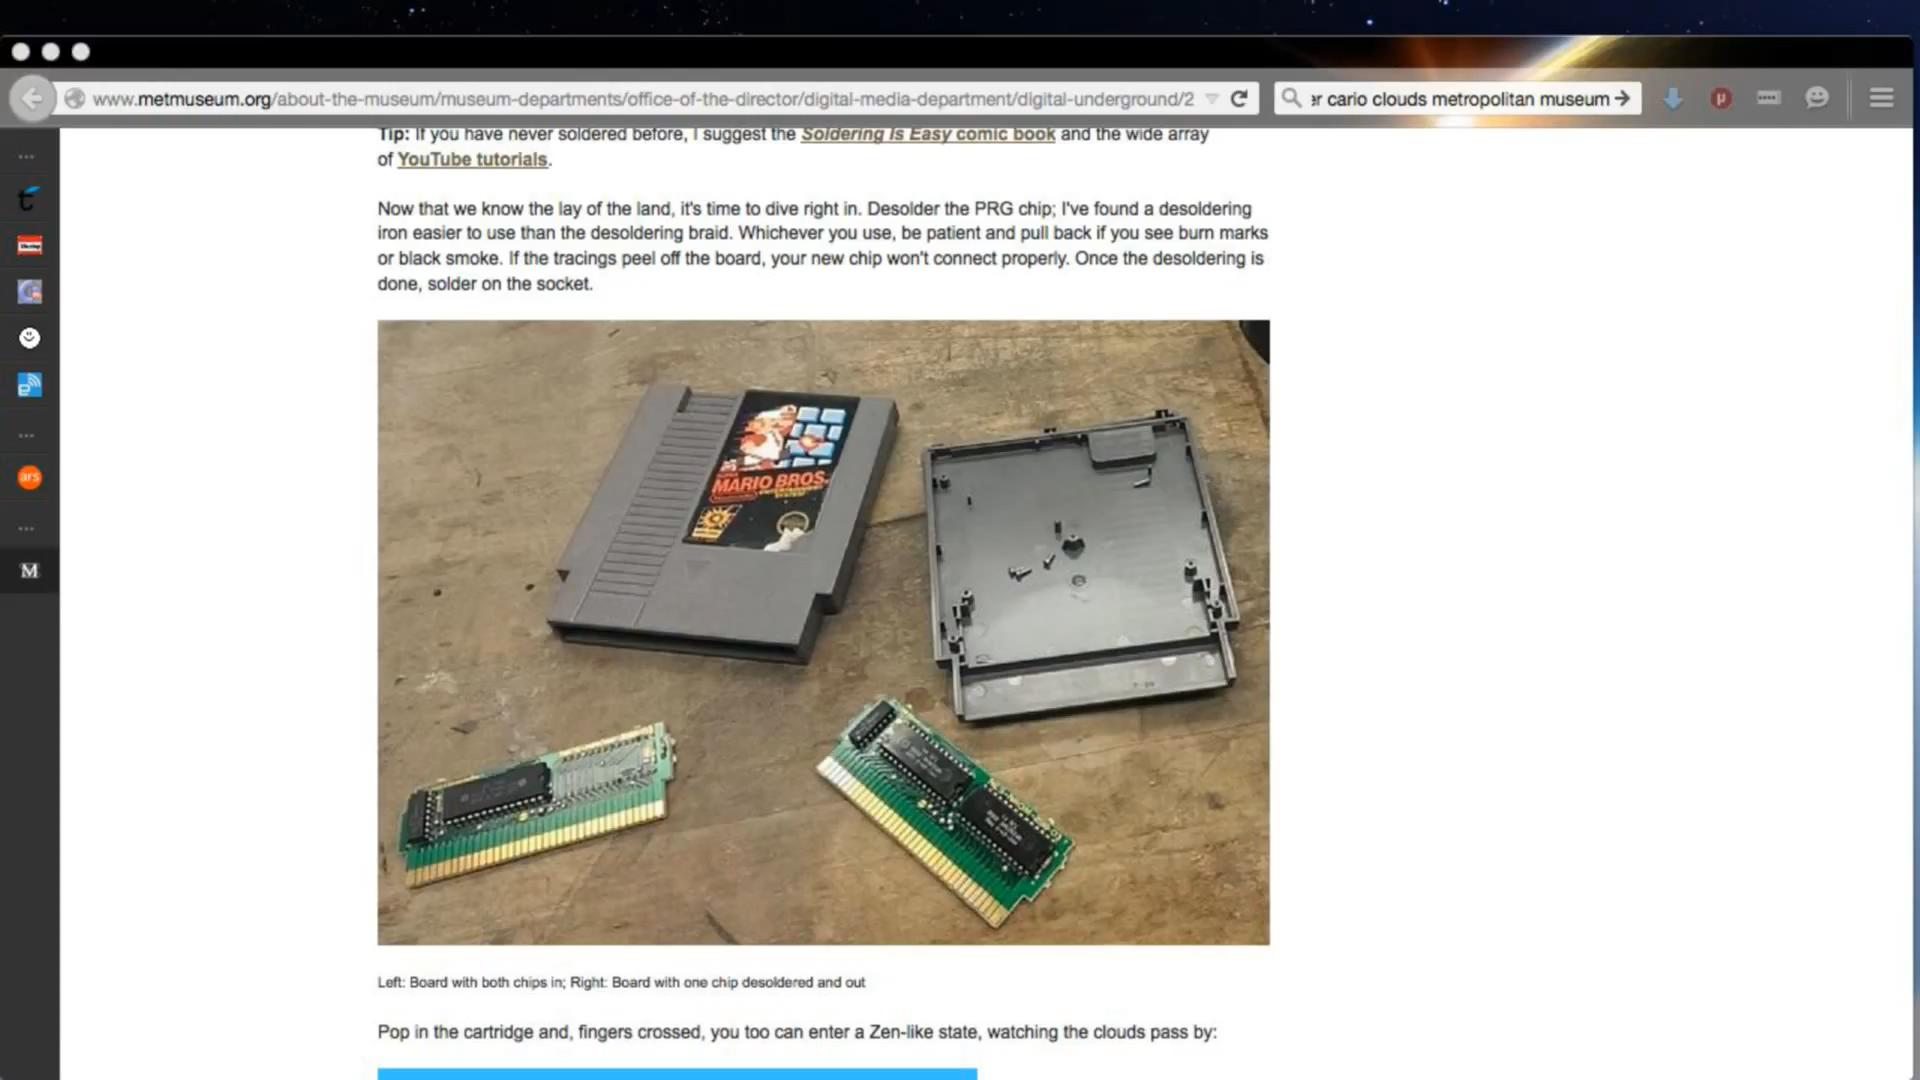 www.metmuseum.org/about-the-museum/museum-departments/office-of-the-director/digital-media-department/digital-underground/2
cario clouds metropolitan museum
Tip: If you have never soldered before, I suggest the Soldering Is Easy comic book and the wide array
of YouTube tutorials.
Now that we know the lay of the land, it's time to dive right in. Desolder the PRG chip; I've found a desoldering
iron easier to use than the desoldering braid. Whichever you use, be patient and pull back if you see burn marks
or black smoke. If the tracings peel off the board, your new chip won't connect properly. Once the desoldering is
done, solder on the socket.
MARIO BROS.
ENTERTAINMENT
SYSTEM
Left: Board with both chips in; Right: Board with one chip desoldered and out
Pop in the cartridge and, fingers crossed, you too can enter a Zen-like state, watching the clouds pass by:
ars
M